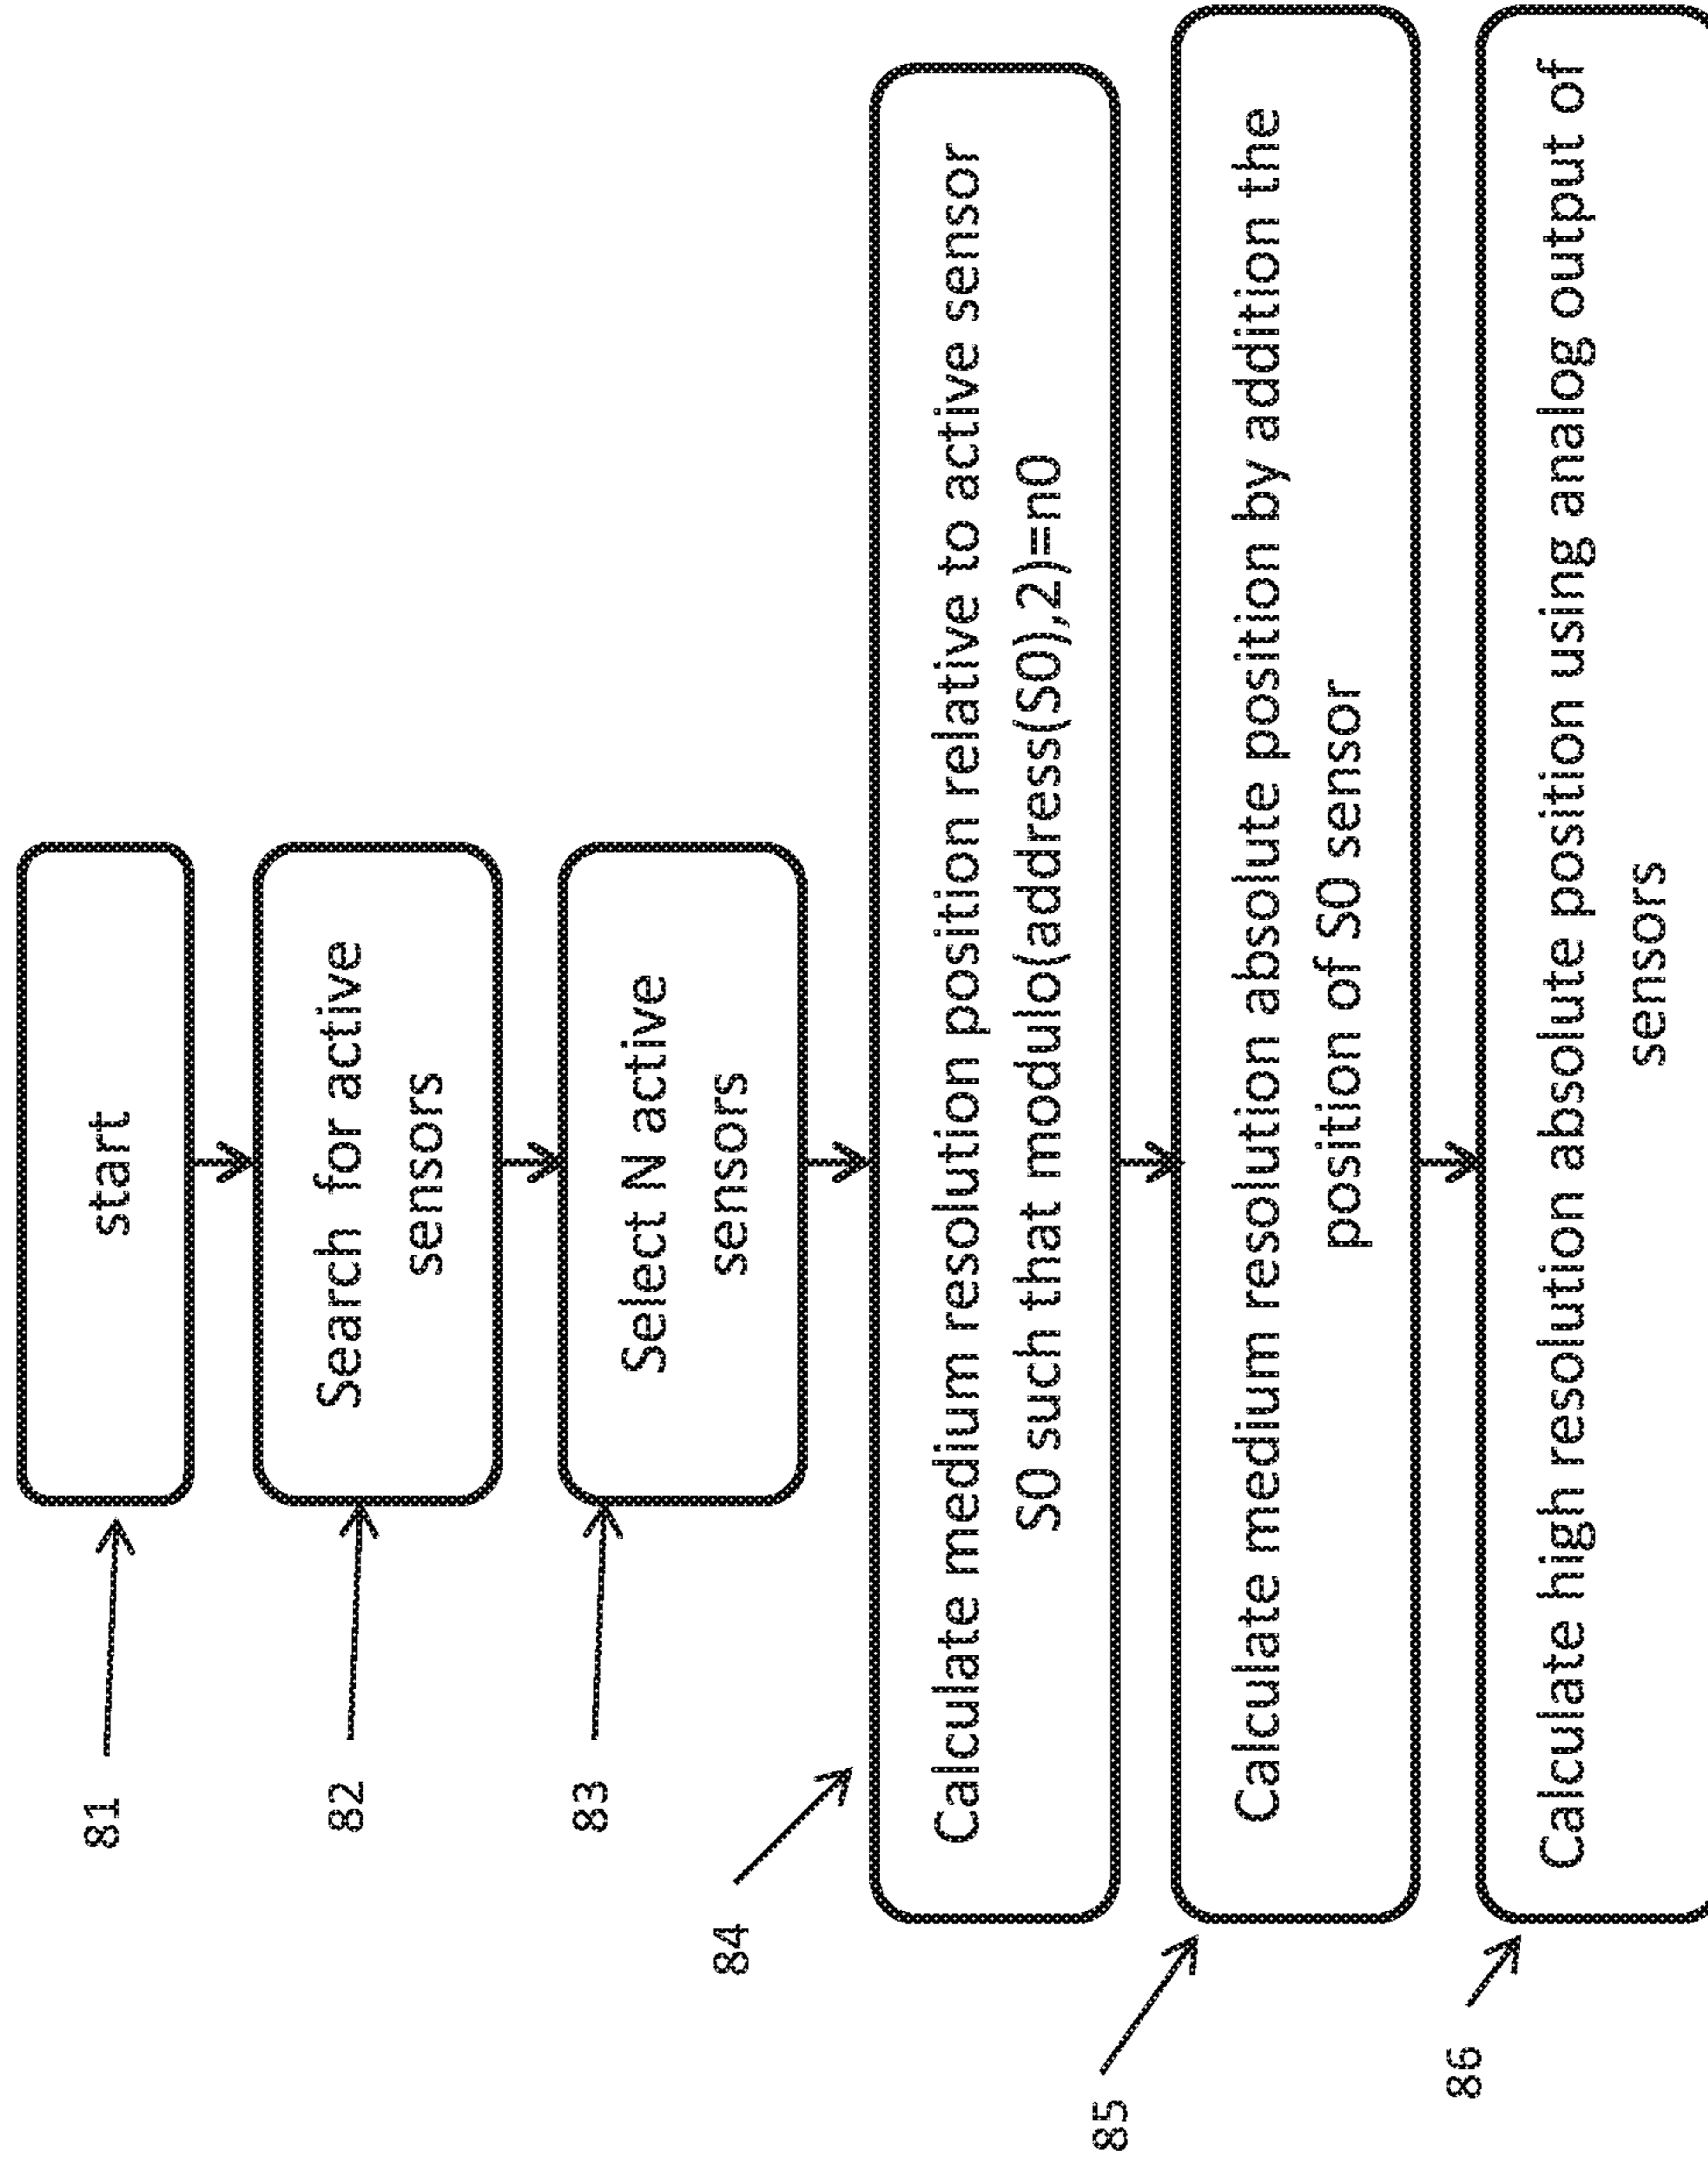 81
start
82
Search for active
sensors
83
Select N active
sensors
84
Calculate medium resolution position relative to active sensor
S0 such that modulo(address(S0),2)=n0
85
Calculate medium resolution absolute position by addition the
position of S0 sensor
86
Calculate high resolution absolute position using analog output of
sensors